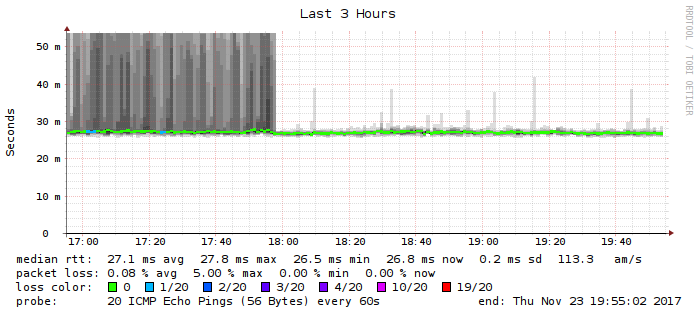 Last 3 Hours
RRDTOOL / TOBI OETIKER
Seconds
50 m
40 m
30 m
20 m
10 m
0
17:00 17:20 17:40 18:00 18:20 18:40 19:00 19:20 19:40
median rtt: 27.1 ms avg 27.8 ms max 26.5 ms min 26.8 ms now 0.2 ms sd 113.3 am/s
packet loss: 0.08 % avg 5.00 % max 0.00 % min 0.00 % now
loss color: 0 1/20 2/20 3/20 4/20 10/20 19/20
probe: 20 ICMP Echo Pings (56 Bytes) every 60s end: Thu Nov 23 19:55:02 2017